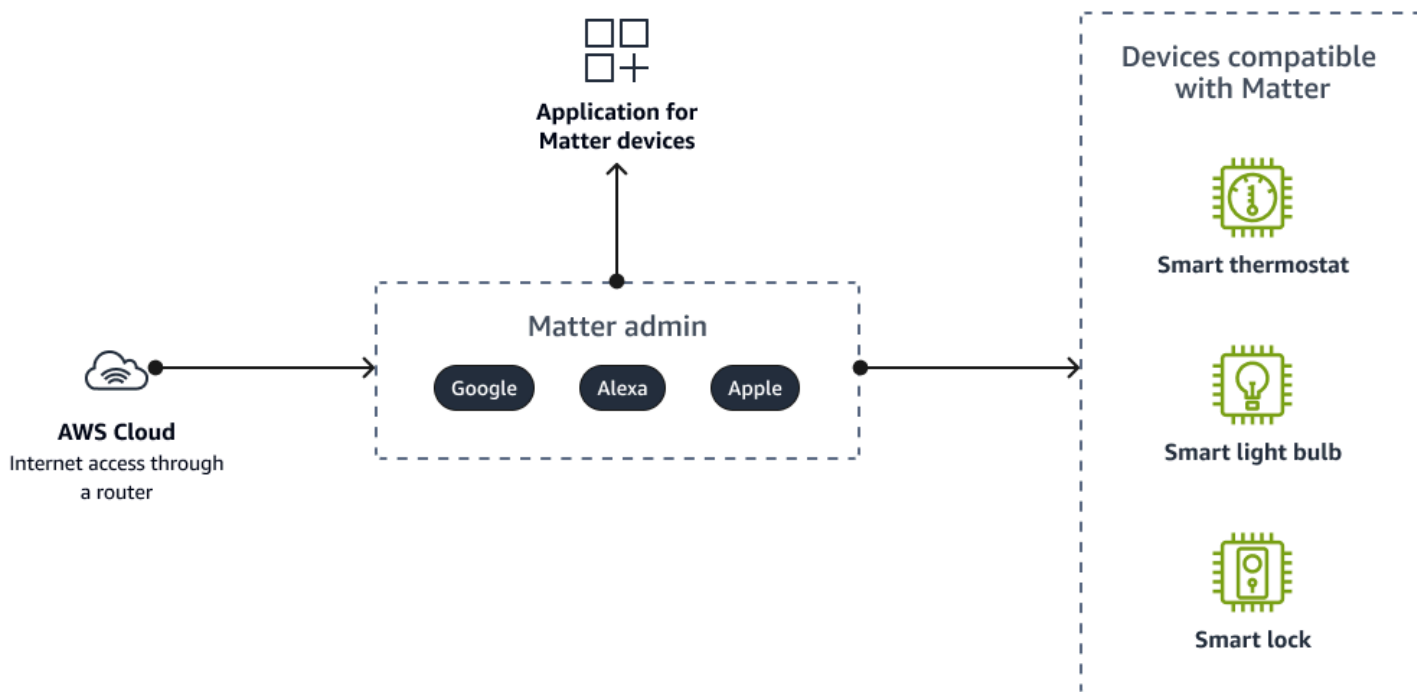 Application for
Matter devices
Devices compatible
with Matter
Smart thermostat
Matter admin
Google
Alexa
Apple
AWS Cloud
Internet access through
a router
Smart light bulb
Smart lock